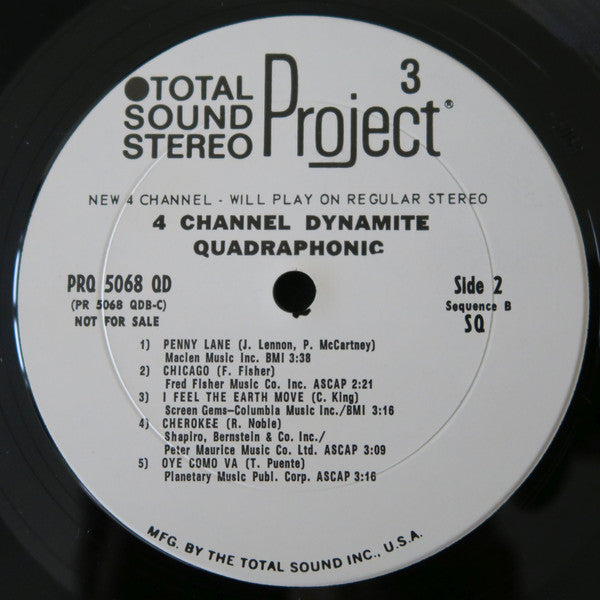 TOTAL SOUND STEREO Project 3®
NEW 4 CHANNEL - WILL PLAY ON REGULAR STEREO
4 CHANNEL DYNAMITE
QUADRAPHONIC
PRQ 5068 QD
(PR 5068 QDB-C)
NOT FOR SALE
Side 2
Sequence B
SQ
1) PENNY LANE (J. Lennon, P. McCartney)
Maclen Music Inc. BMI 3:38
2) CHICAGO (F. Fisher)
Fred Fisher Music Co. Inc. ASCAP 2:21
3) I FEEL THE EARTH MOVE (C. King)
Screen Gems—Columbia Music Inc./BMI 3:16
4) CHEROKEE (R. Noble)
Shapiro, Bernstein & Co. Inc./
Peter Maurice Music Co. Ltd. ASCAP 3:09
5) OYE COMO VA (T. Puente)
Planetary Music Publ. Corp. ASCAP 3:16
MFG. BY THE TOTAL SOUND INC., U.S.A.